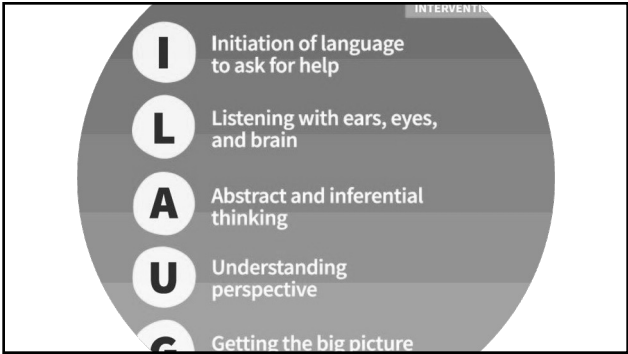 I
Initiation of language
to ask for help
L
Listening with ears, eyes,
and brain
A
Abstract and inferential
thinking
U
Understanding
perspective
G
Getting the big picture